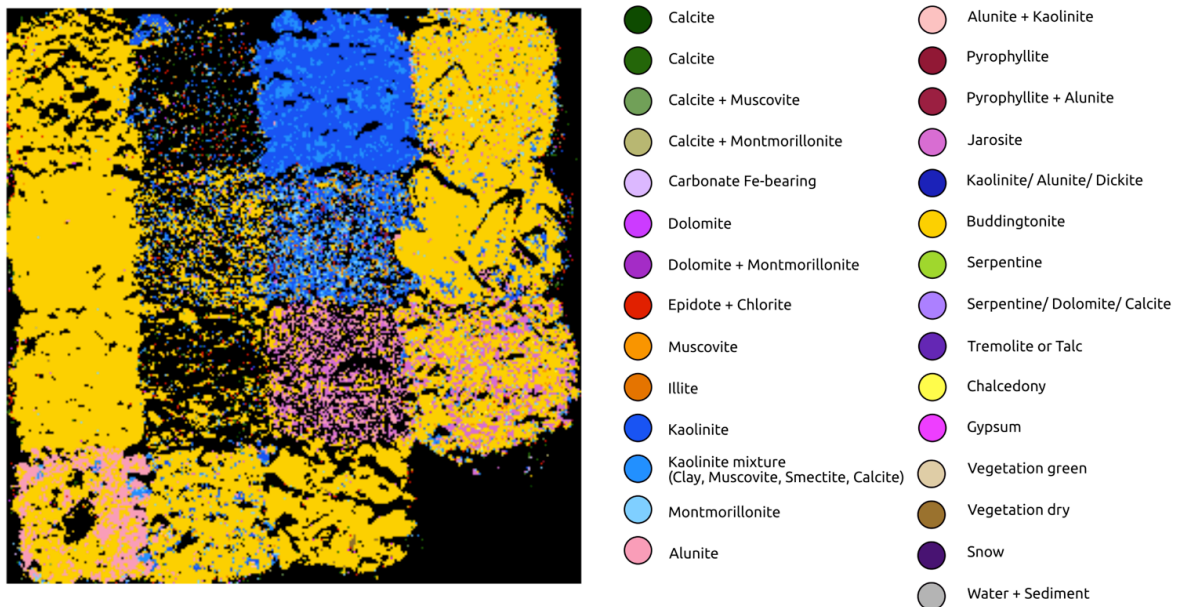 Calcite
Calcite
Calcite + Muscovite
Calcite + Montmorillonite
Carbonate Fe-bearing
Dolomite
Dolomite + Montmorillonite
Epidote + Chlorite
Muscovite
Illite
Kaolinite
Kaolinite mixture
(Clay, Muscovite, Smectite, Calcite)
Montmorillonite
Alunite
Alunite + Kaolinite
Pyrophyllite
Pyrophyllite + Alunite
Jarosite
Kaolinite/ Alunite/ Dickite
Buddingtonite
Serpentine
Serpentine/ Dolomite/ Calcite
Tremolite or Talc
Chalcedony
Gypsum
Vegetation green
Vegetation dry
Snow
Water + Sediment